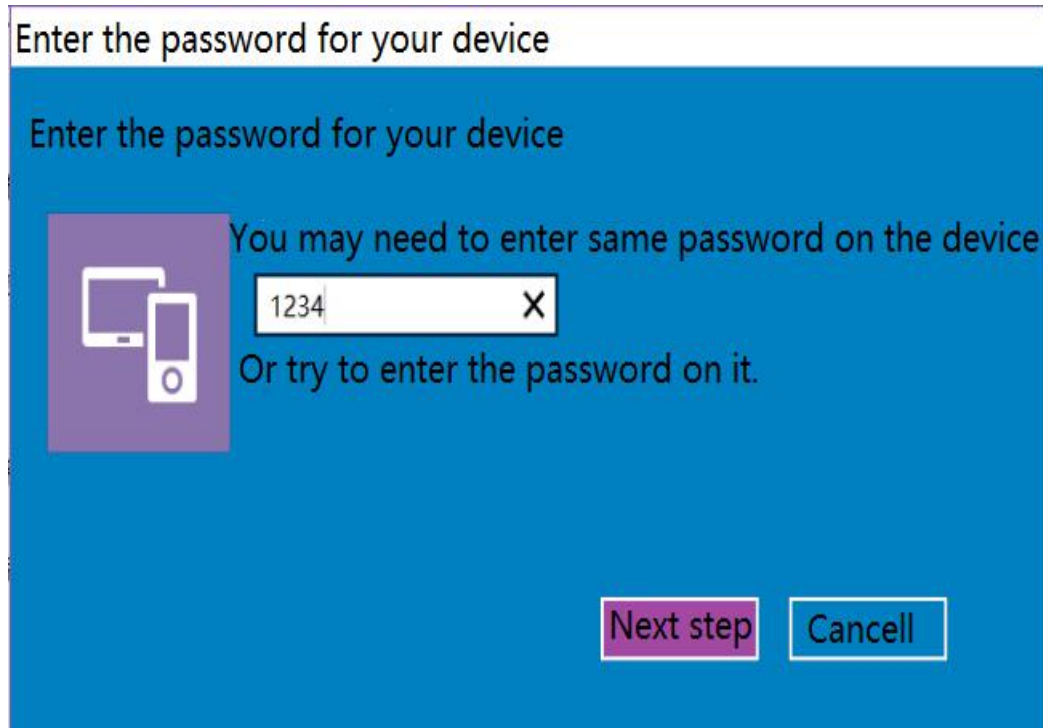 Enter the password for your device
Enter the password for your device
You may need to enter same password on the device
1234
Or try to enter the password on it.
Next step
Cancell